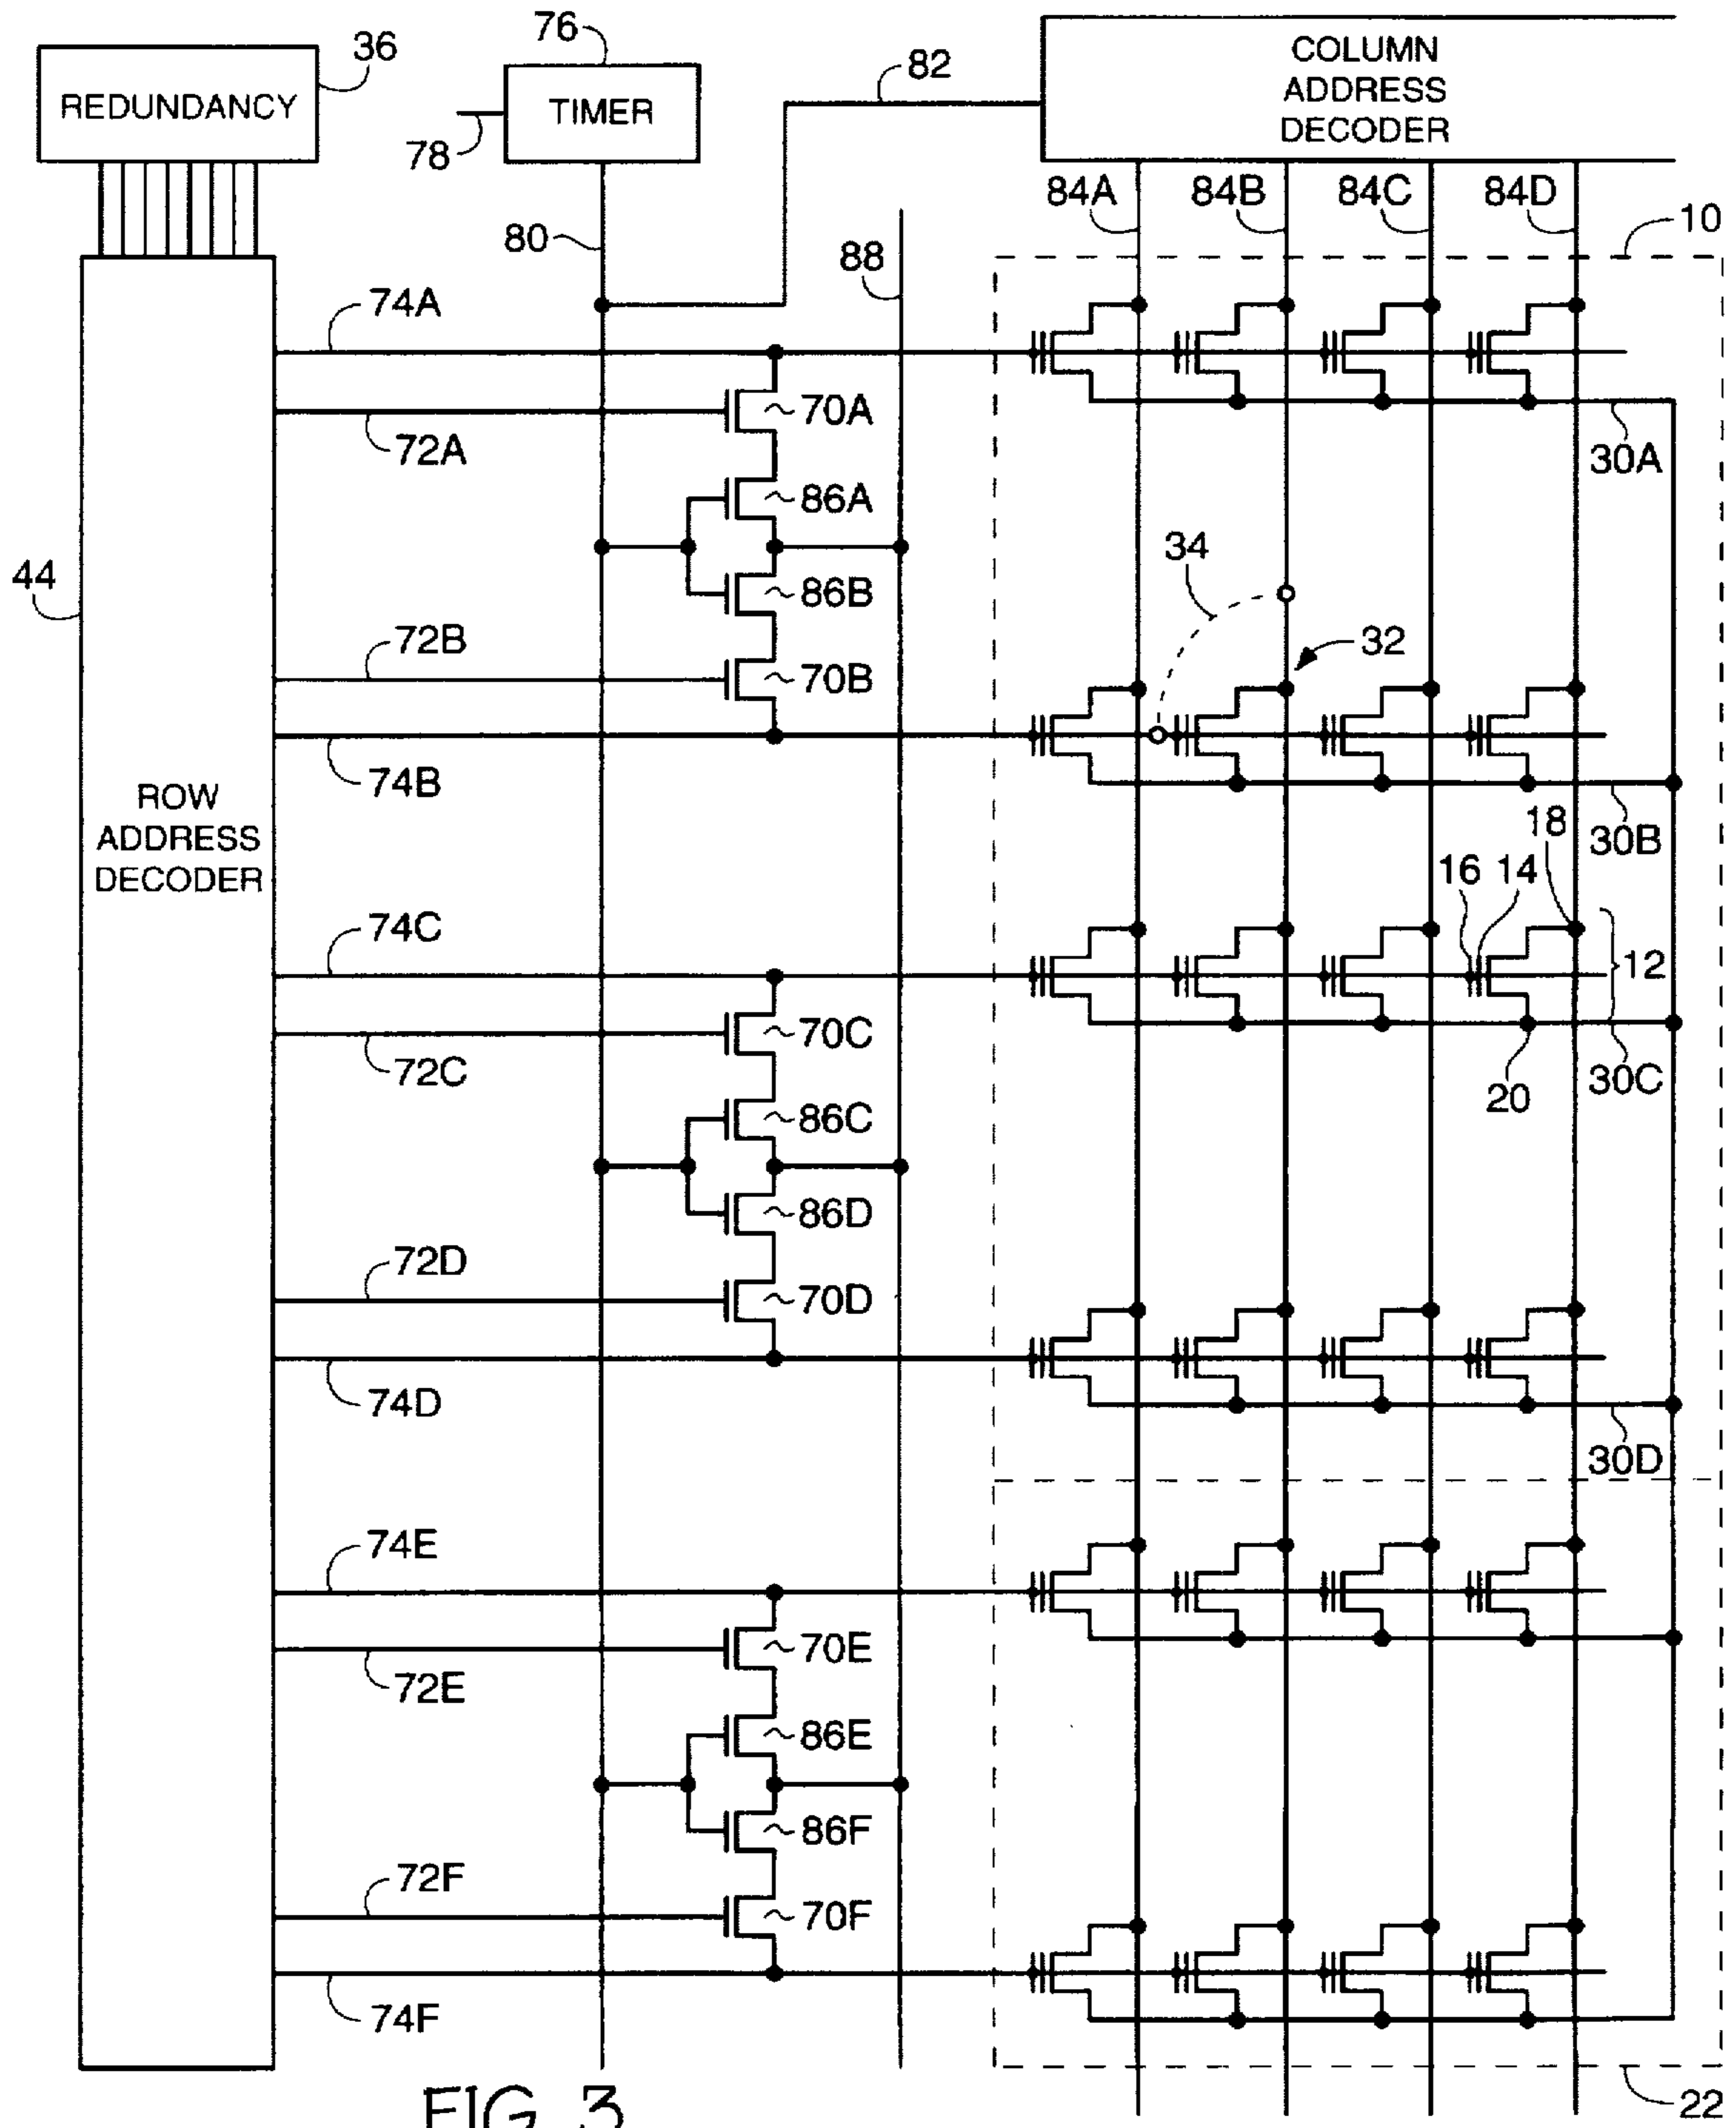 36
REDUNDANCY
76
TIMER
78
82
COLUMN
ADDRESS
DECODER
84A
84B
84C
84D
10
80
88
74A
70A
72A
30A
86A
34
44
86B
32
72B
70B
74B
ROW
ADDRESS
DECODER
18
30B
16
14
74C
12
70C
72C
30C
20
86C
86D
72D
70D
74D
30D
74E
70E
72E
86E
86F
72F
70F
74F
22
FIG. 3